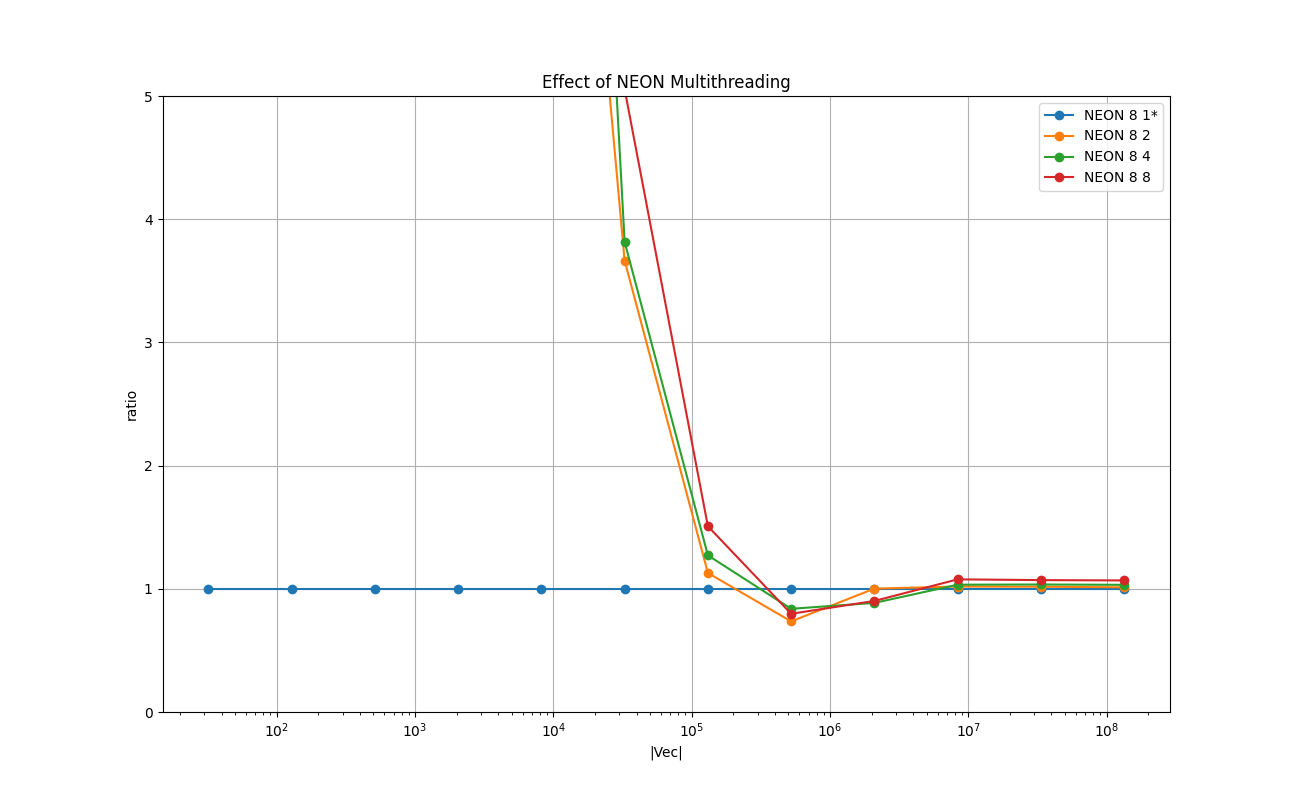 Effect of NEON Multithreading
5
4
3
2
1
0
ratio
NEON 8 1*
NEON 8 2
NEON 8 4
NEON 8 8
10² 10³ 10⁴ 10⁵ 10⁶ 10⁷ 10⁸
|Vec|